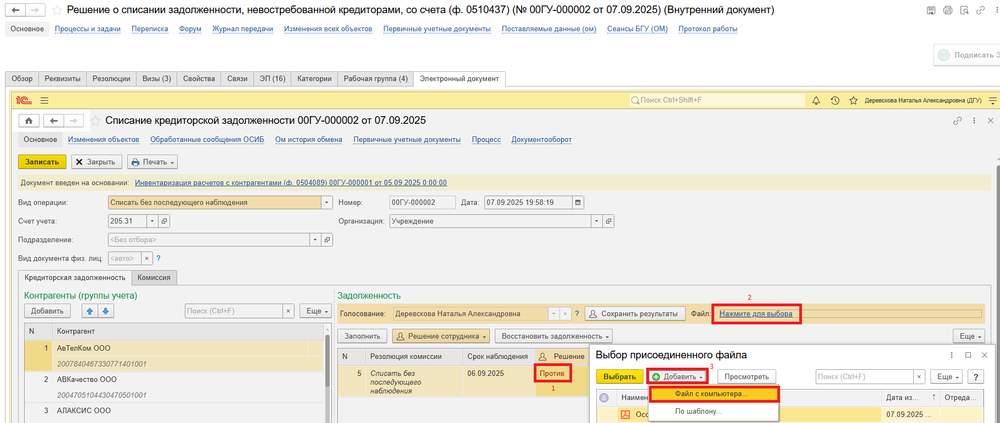 Решение о списании задолженности, невостребованной кредиторами, со счета (ф. 0510437) (№ 00ГУ-000002 от 07.09.2025) (Внутренний документ)
Основное Процессы и задачи Переписка Форум Журнал передачи Изменения всех объектов Первичные учетные документы Поставляемые данные (ом) Сеансы БГУ (ОМ) Протокол работы
Подписать Э
Обзор Реквизиты Резолюции Визы (3) Свойства Связи ЭП (16) Категории Рабочая группа (4) Электронный документ
1С Поиск Ctrl+Shift+F Деревскова Наталья Александровна (ДГУ)
Списание кредиторской задолженности 00ГУ-000002 от 07.09.2025
Основное Изменения объектов Обработанные сообщения ОСИБ Ом история обмена Первичные учетные документы Процесс Документооборот
Записать Закрыть Печать
Документ введен на основании: Инвентаризация расчетов с контрагентами (ф. 0504089) 00ГУ-000001 от 05.09.2025 0:00:00
Вид операции: Списать без последующего наблюдения Номер: 00ГУ-000002 Дата: 07.09.2025 19:58:19
Счет учета: 205.31 Организация: Учреждение
Подразделение: <Без отбора>
Вид документа физ. лиц: <авто> × ?
Кредиторская задолженность Комиссия
Контрагенты (группы учета) Задолженность 2
Добавить Поиск (Ctrl+F) × Еще Голосование: Деревскова Наталья Александровна × ? Сохранить результаты Файл: Нажмите для выбора
N Контрагент Заполнить Решение сотрудника Восстановить задолженность Еще
1 АвТелКом ООО
2007840467330771401001
2 АВКачество ООО
2004705104430470501001
3 АЛАКСИС ООО
N Резолюция комиссии Срок наблюдения Решение
5 Списать без 06.09.2025 Против
последующего
наблюдения
1
Выбор присоединенного файла
3
Выбрать Добавить Просмотреть Поиск (Ctrl+F) × Еще ?
Наимен Файл с компьютера... Дата из... ↑ Отреда...
Осо По шаблону... 07.09.2025 ...